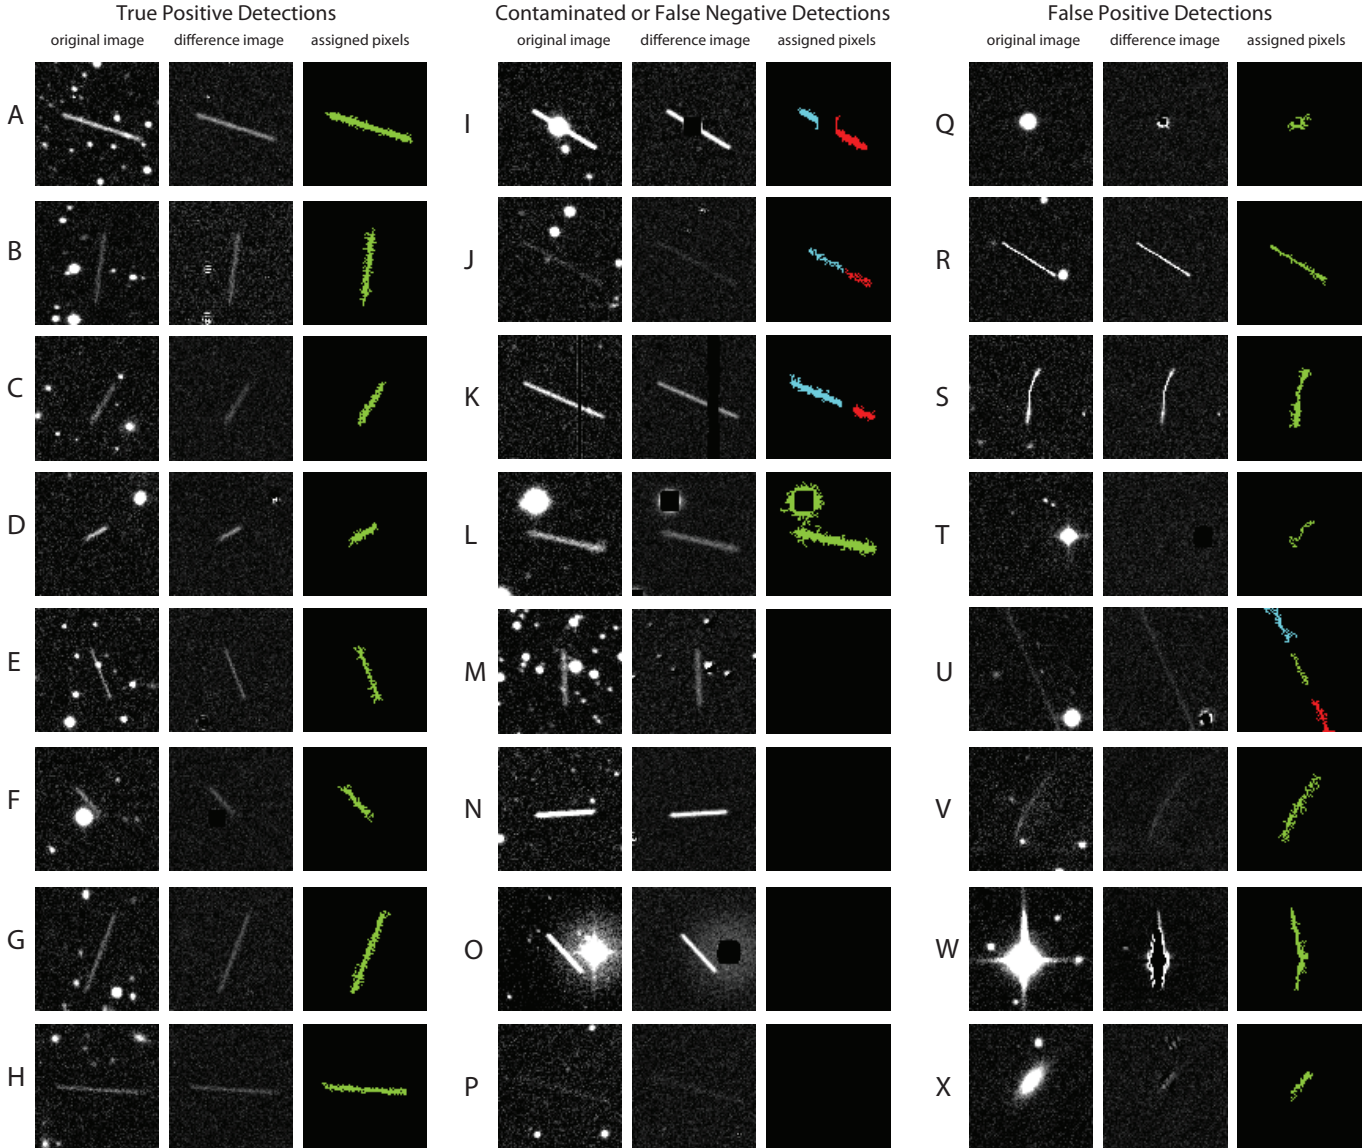 True Positive Detections
Contaminated or False Negative Detections
False Positive Detections
original image
difference image
assigned pixels
original image
difference image
assigned pixels
original image
difference image
assigned pixels
A
I
Q
B
J
R
C
K
S
D
L
T
E
M
U
F
N
V
G
O
W
H
P
X